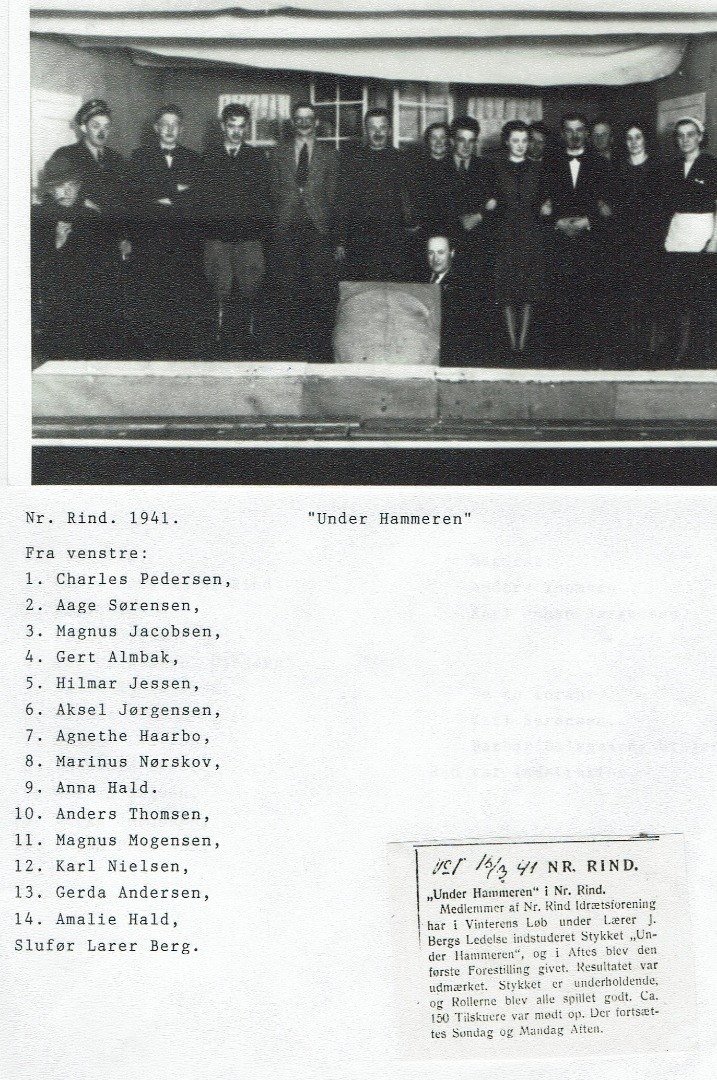 Nr. Rind. 1941. "Under Hammeren"
Fra venstre:
1. Charles Pedersen,
2. Aage Sørensen,
3. Magnus Jacobsen,
4. Gert Almbak,
5. Hilmar Jessen,
6. Aksel Jørgensen,
7. Agnethe Haarbo,
8. Marinus Nørskov,
9. Anna Hald.
10. Anders Thomsen,
11. Magnus Mogensen,
12. Karl Nielsen,
13. Gerda Andersen,
14. Amalie Hald,
Slufør Larer Berg.
41 NR. RIND.
„Under Hammeren" i Nr. Rind.
Medlemmer af Nr. Rind Idrætsforening
har i Vinterens Løb under Lærer J.
Bergs Ledelse indstuderet Stykket „Un-
der Hammeren", og i Aftes blev den
første Forestilling givet. Resultatet var
udmærket. Stykket er underholdende,
og Rollerne blev alle spillet godt. Ca.
150 Tilskuere var mødt op. Der fortsæt-
tes Søndag og Mandag Aften.